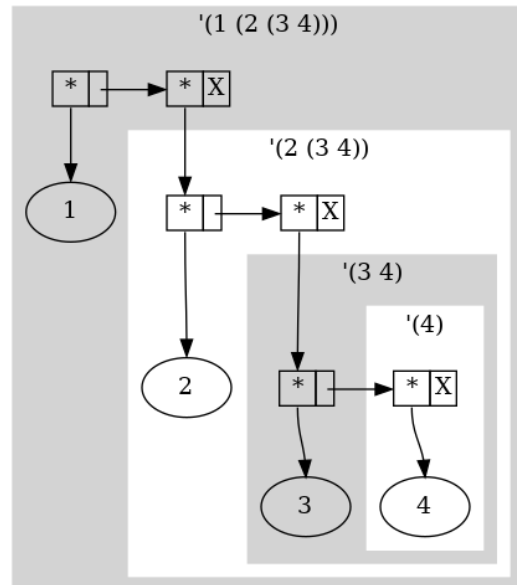 '(1 (2 (3 4)))
* * X
'(2 (3 4))
1 * * X
'(3 4)
'(4)
2 * * X
3 4